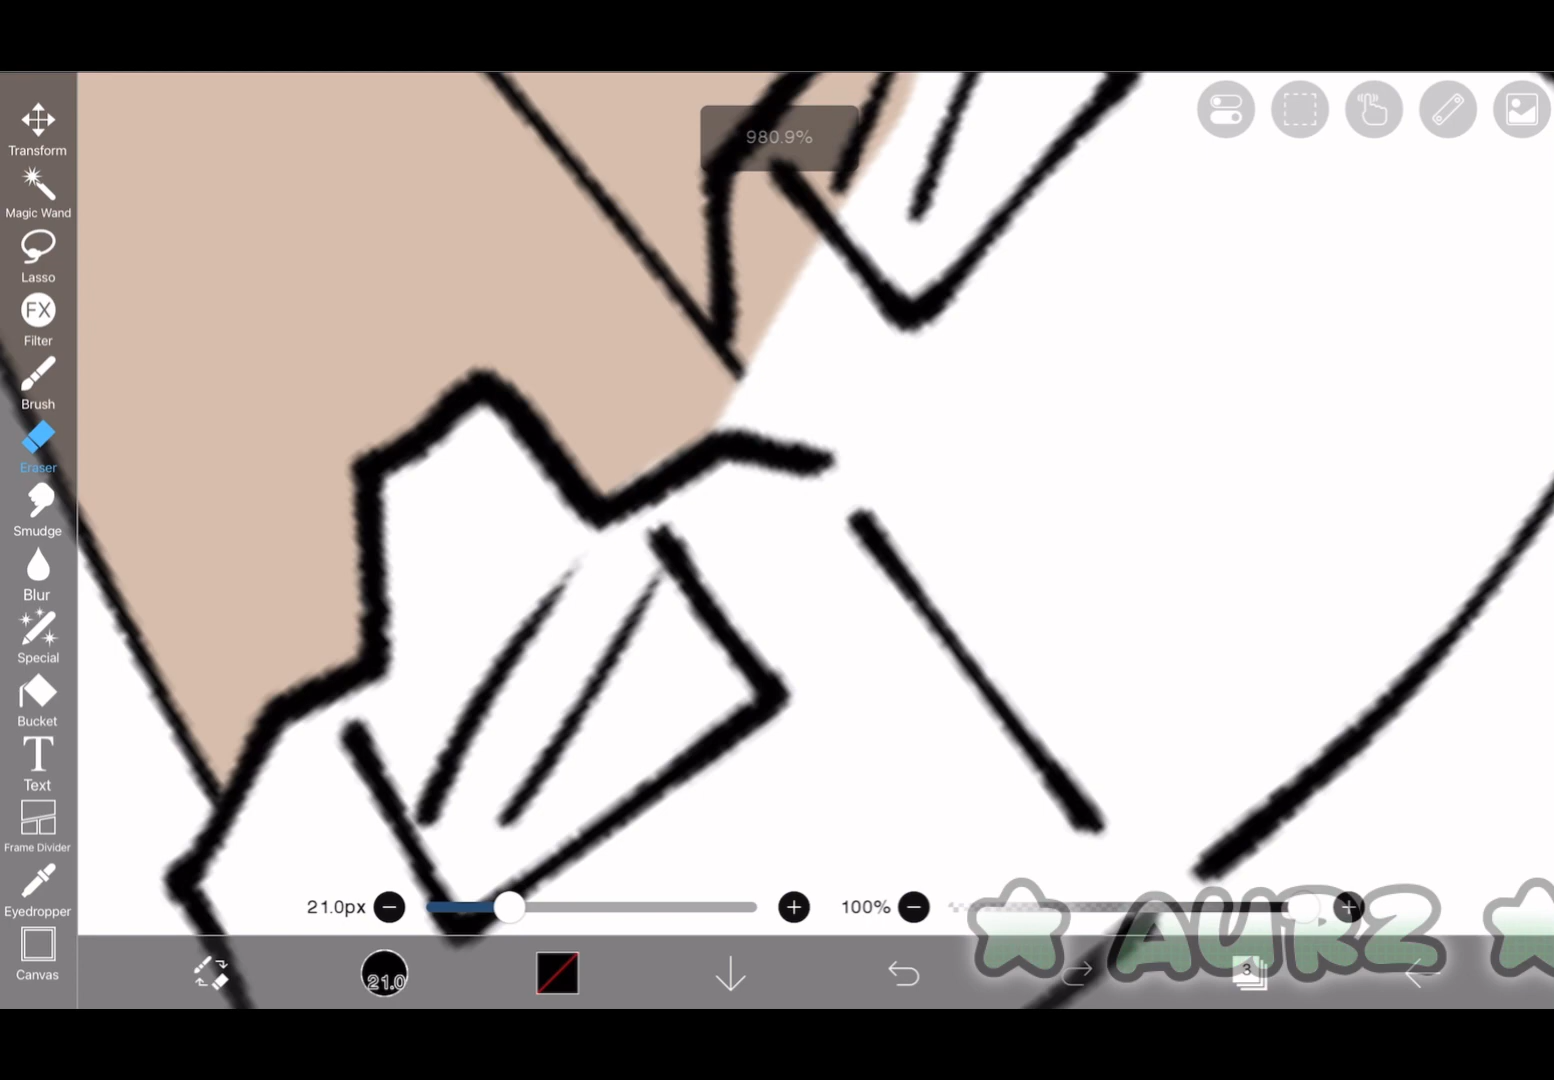 980.9%
Transform
Magic Wand
Lasso
FX
Filter
Brush
Eraser
Smudge
Blur
Special
Bucket
T
Text
Frame Divider
Eyedropper
Canvas
21.0px
100%
21.0
3
AURZ